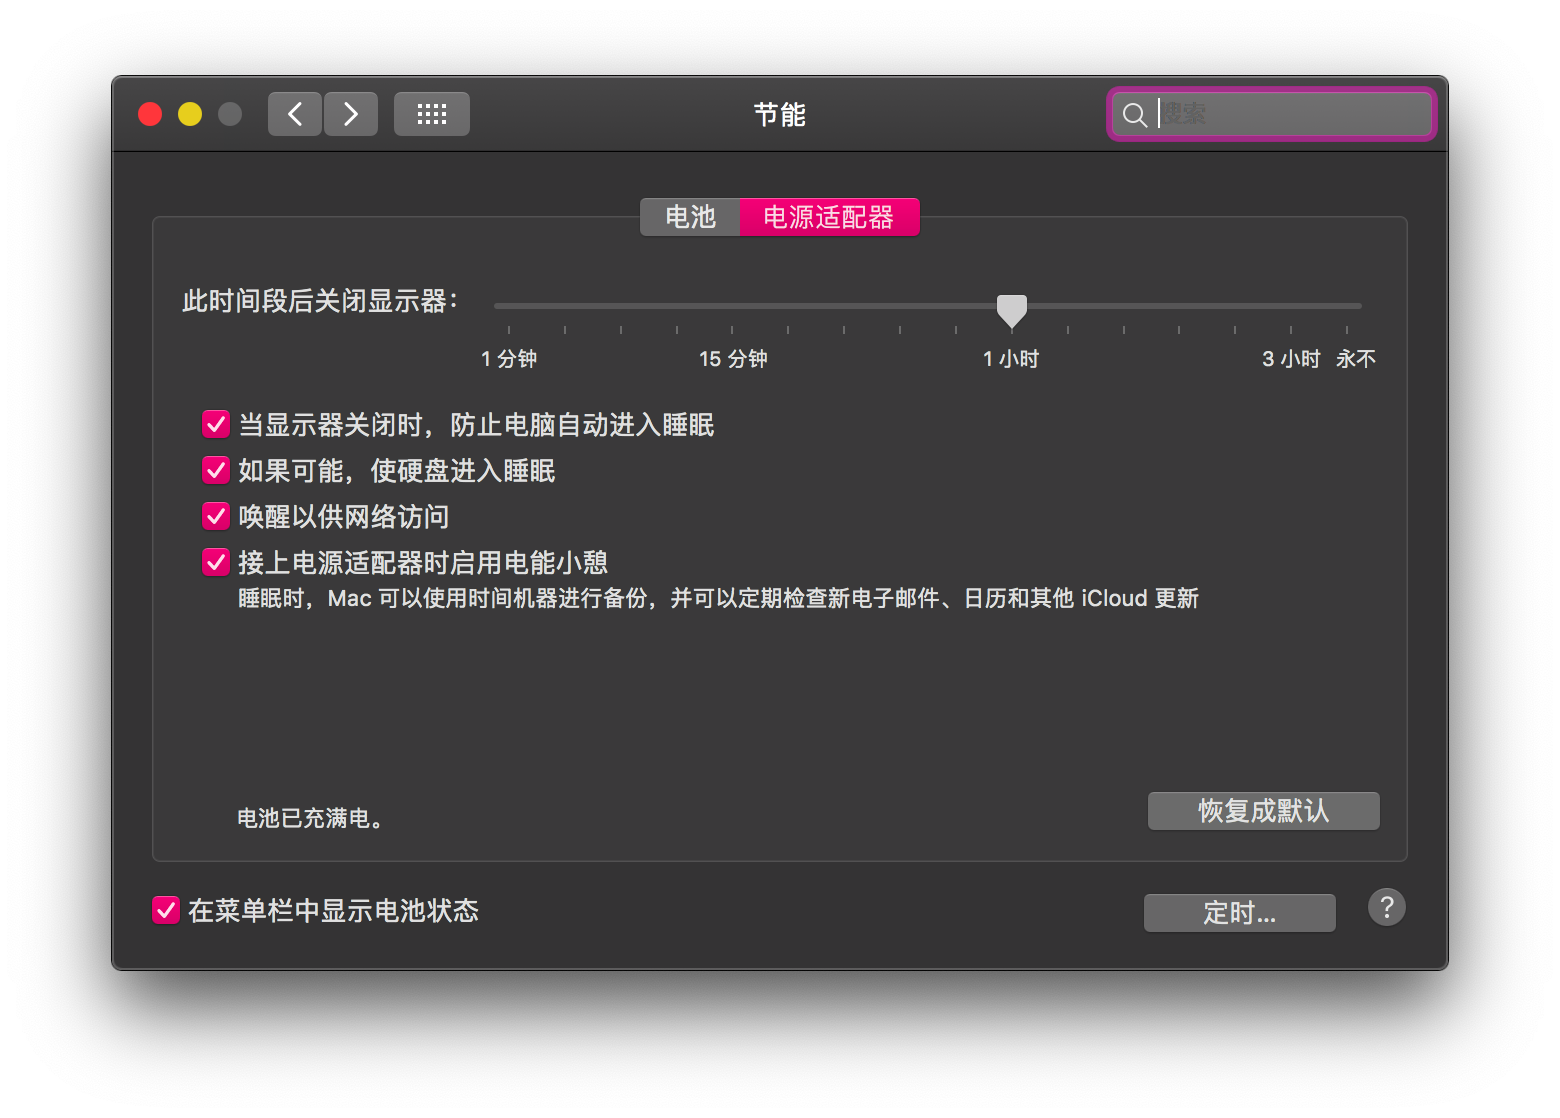 节能
搜索
电池 电源适配器
此时间段后关闭显示器：
1 分钟 15 分钟 1 小时 3 小时 永不
当显示器关闭时，防止电脑自动进入睡眠
如果可能，使硬盘进入睡眠
唤醒以供网络访问
接上电源适配器时启用电能小憩
睡眠时，Mac 可以使用时间机器进行备份，并可以定期检查新电子邮件、日历和其他 iCloud 更新
电池已充满电。
恢复成默认
在菜单栏中显示电池状态
定时...
?